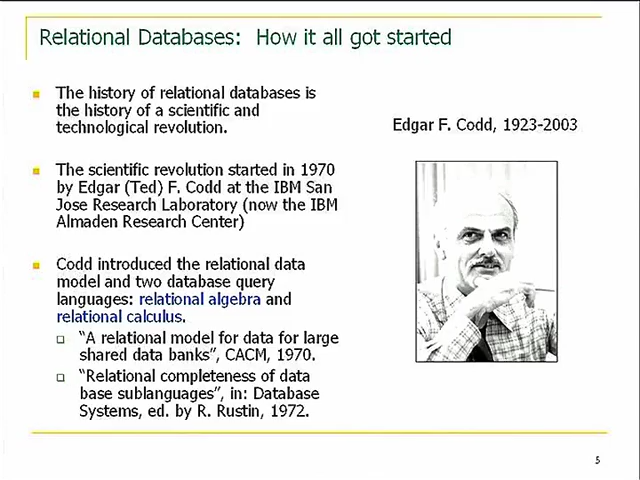 Relational Databases: How it all got started
The history of relational databases is
the history of a scientific and
technological revolution.
The scientific revolution started in 1970
by Edgar (Ted) F. Codd at the IBM San
Jose Research Laboratory (now the IBM
Almaden Research Center)
Codd introduced the relational data
model and two database query
languages: relational algebra and
relational calculus.
"A relational model for data for large
shared data banks", CACM, 1970.
"Relational completeness of data
base sublanguages", in: Database
Systems, ed. by R. Rustin, 1972.
Edgar F. Codd, 1923-2003
5